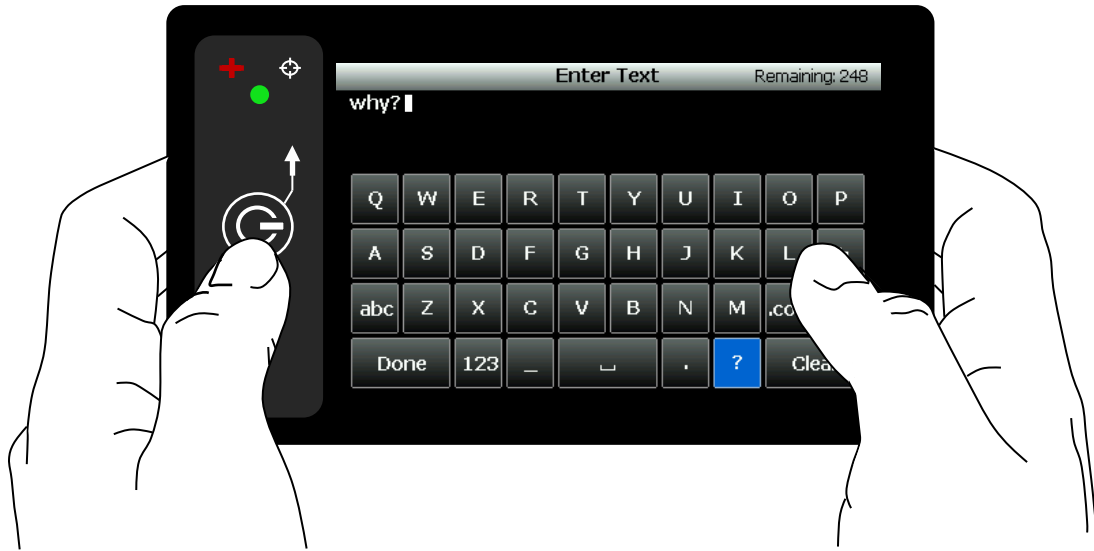 Enter Text Remaining: 248
why?
Q W E R T Y U I O P
A S D F G H J K L
abc Z X C V B N M
Done 123 _ . ?